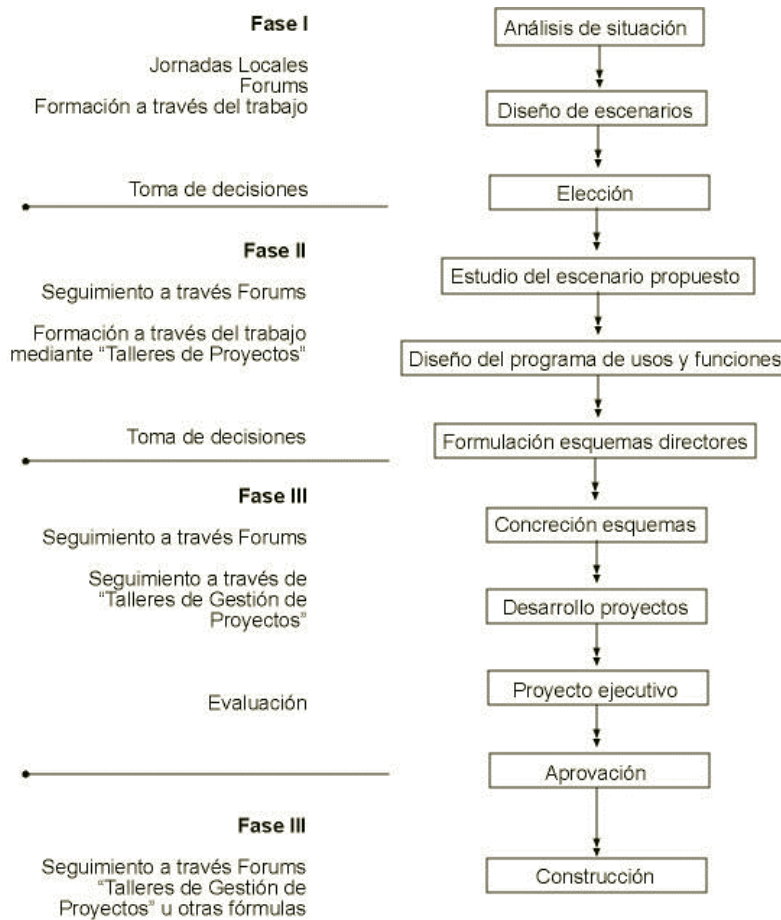 Fase I
Análisis de situación
Jornadas Locales
Forums
Formación a través del trabajo
Diseño de escenarios
Toma de decisiones
Elección
Fase II
Estudio del escenario propuesto
Seguimiento a través Forums
Formación a través del trabajo
mediante “Talleres de Proyectos”
Diseño del programa de usos y funciones
Toma de decisiones
Formulación esquemas directores
Fase III
Concreción esquemas
Seguimiento a través Forums
Seguimiento a través de
“Talleres de Gestión de
Proyectos”
Desarrollo proyectos
Proyecto ejecutivo
Evaluación
Aprovación
Fase III
Seguimiento a través Forums
“Talleres de Gestión de
Proyectos” u otras fórmulas
Construcción